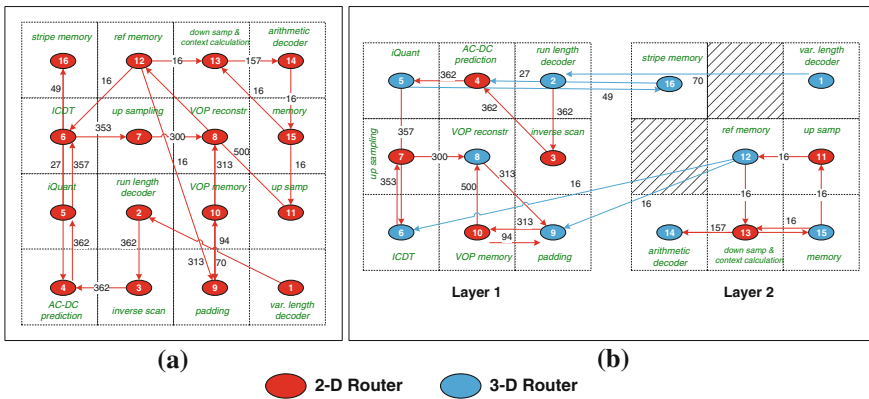 (a)
stripe memory ref memory down samp & context calculation arithmetic decoder
16 12 16 13 157 14
49 16 16 16
ICDT up sampling VOP reconstr memory
6 353 7 300 8 15
27 357 16 313 500 16
iQuant run length decoder VOP memory up samp
5 2 10 11
362 362 313 70 94
4 362 3 9 1
AC-DC prediction inverse scan padding var. length decoder
(b)
iQuant AC-DC prediction run length decoder stripe memory var. length decoder
5 362 4 2 27 16 70 1
49
357 362 362
up sampling VOP reconstr inverse scan ref memory up samp
7 300 8 3 12 16 11
353 500 313 16 16 16 16
6 10 313 94 9 14 157 13 16 15
ICDT VOP memory padding arithmetic decoder down samp & context calculation memory
Layer 1 Layer 2
2-D Router 3-D Router